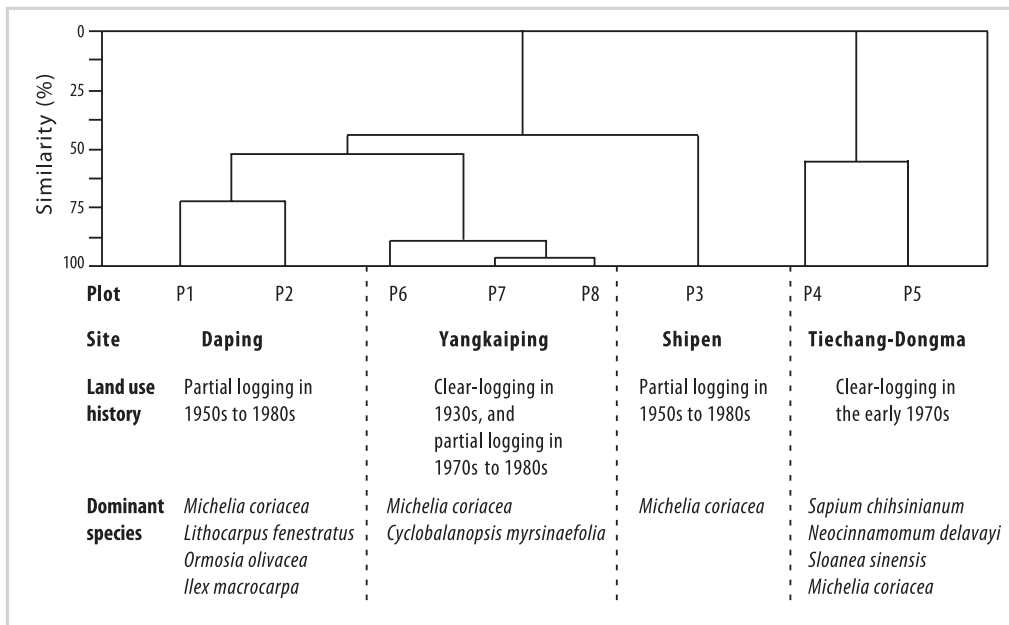 Similarity (%)
0
25
50
75
100
Plot P1 P2 P6 P7 P8 P3 P4 P5
Site Daping Yangkaiping Shipen Tiechang-Dongma
Land use history
Partial logging in
1950s to 1980s
Clear-logging in
1930s, and
partial logging in
1970s to 1980s
Partial logging in
1950s to 1980s
Clear-logging in
the early 1970s
Dominant species
Michelia coriacea
Lithocarpus fenestratus
Ormosia olivacea
Ilex macrocarpa
Michelia coriacea
Cyclobalanopsis myrsinaefolia
Michelia coriacea
Sapium chihsinianum
Neocinnamomum delavayi
Sloanea sinensis
Michelia coriacea